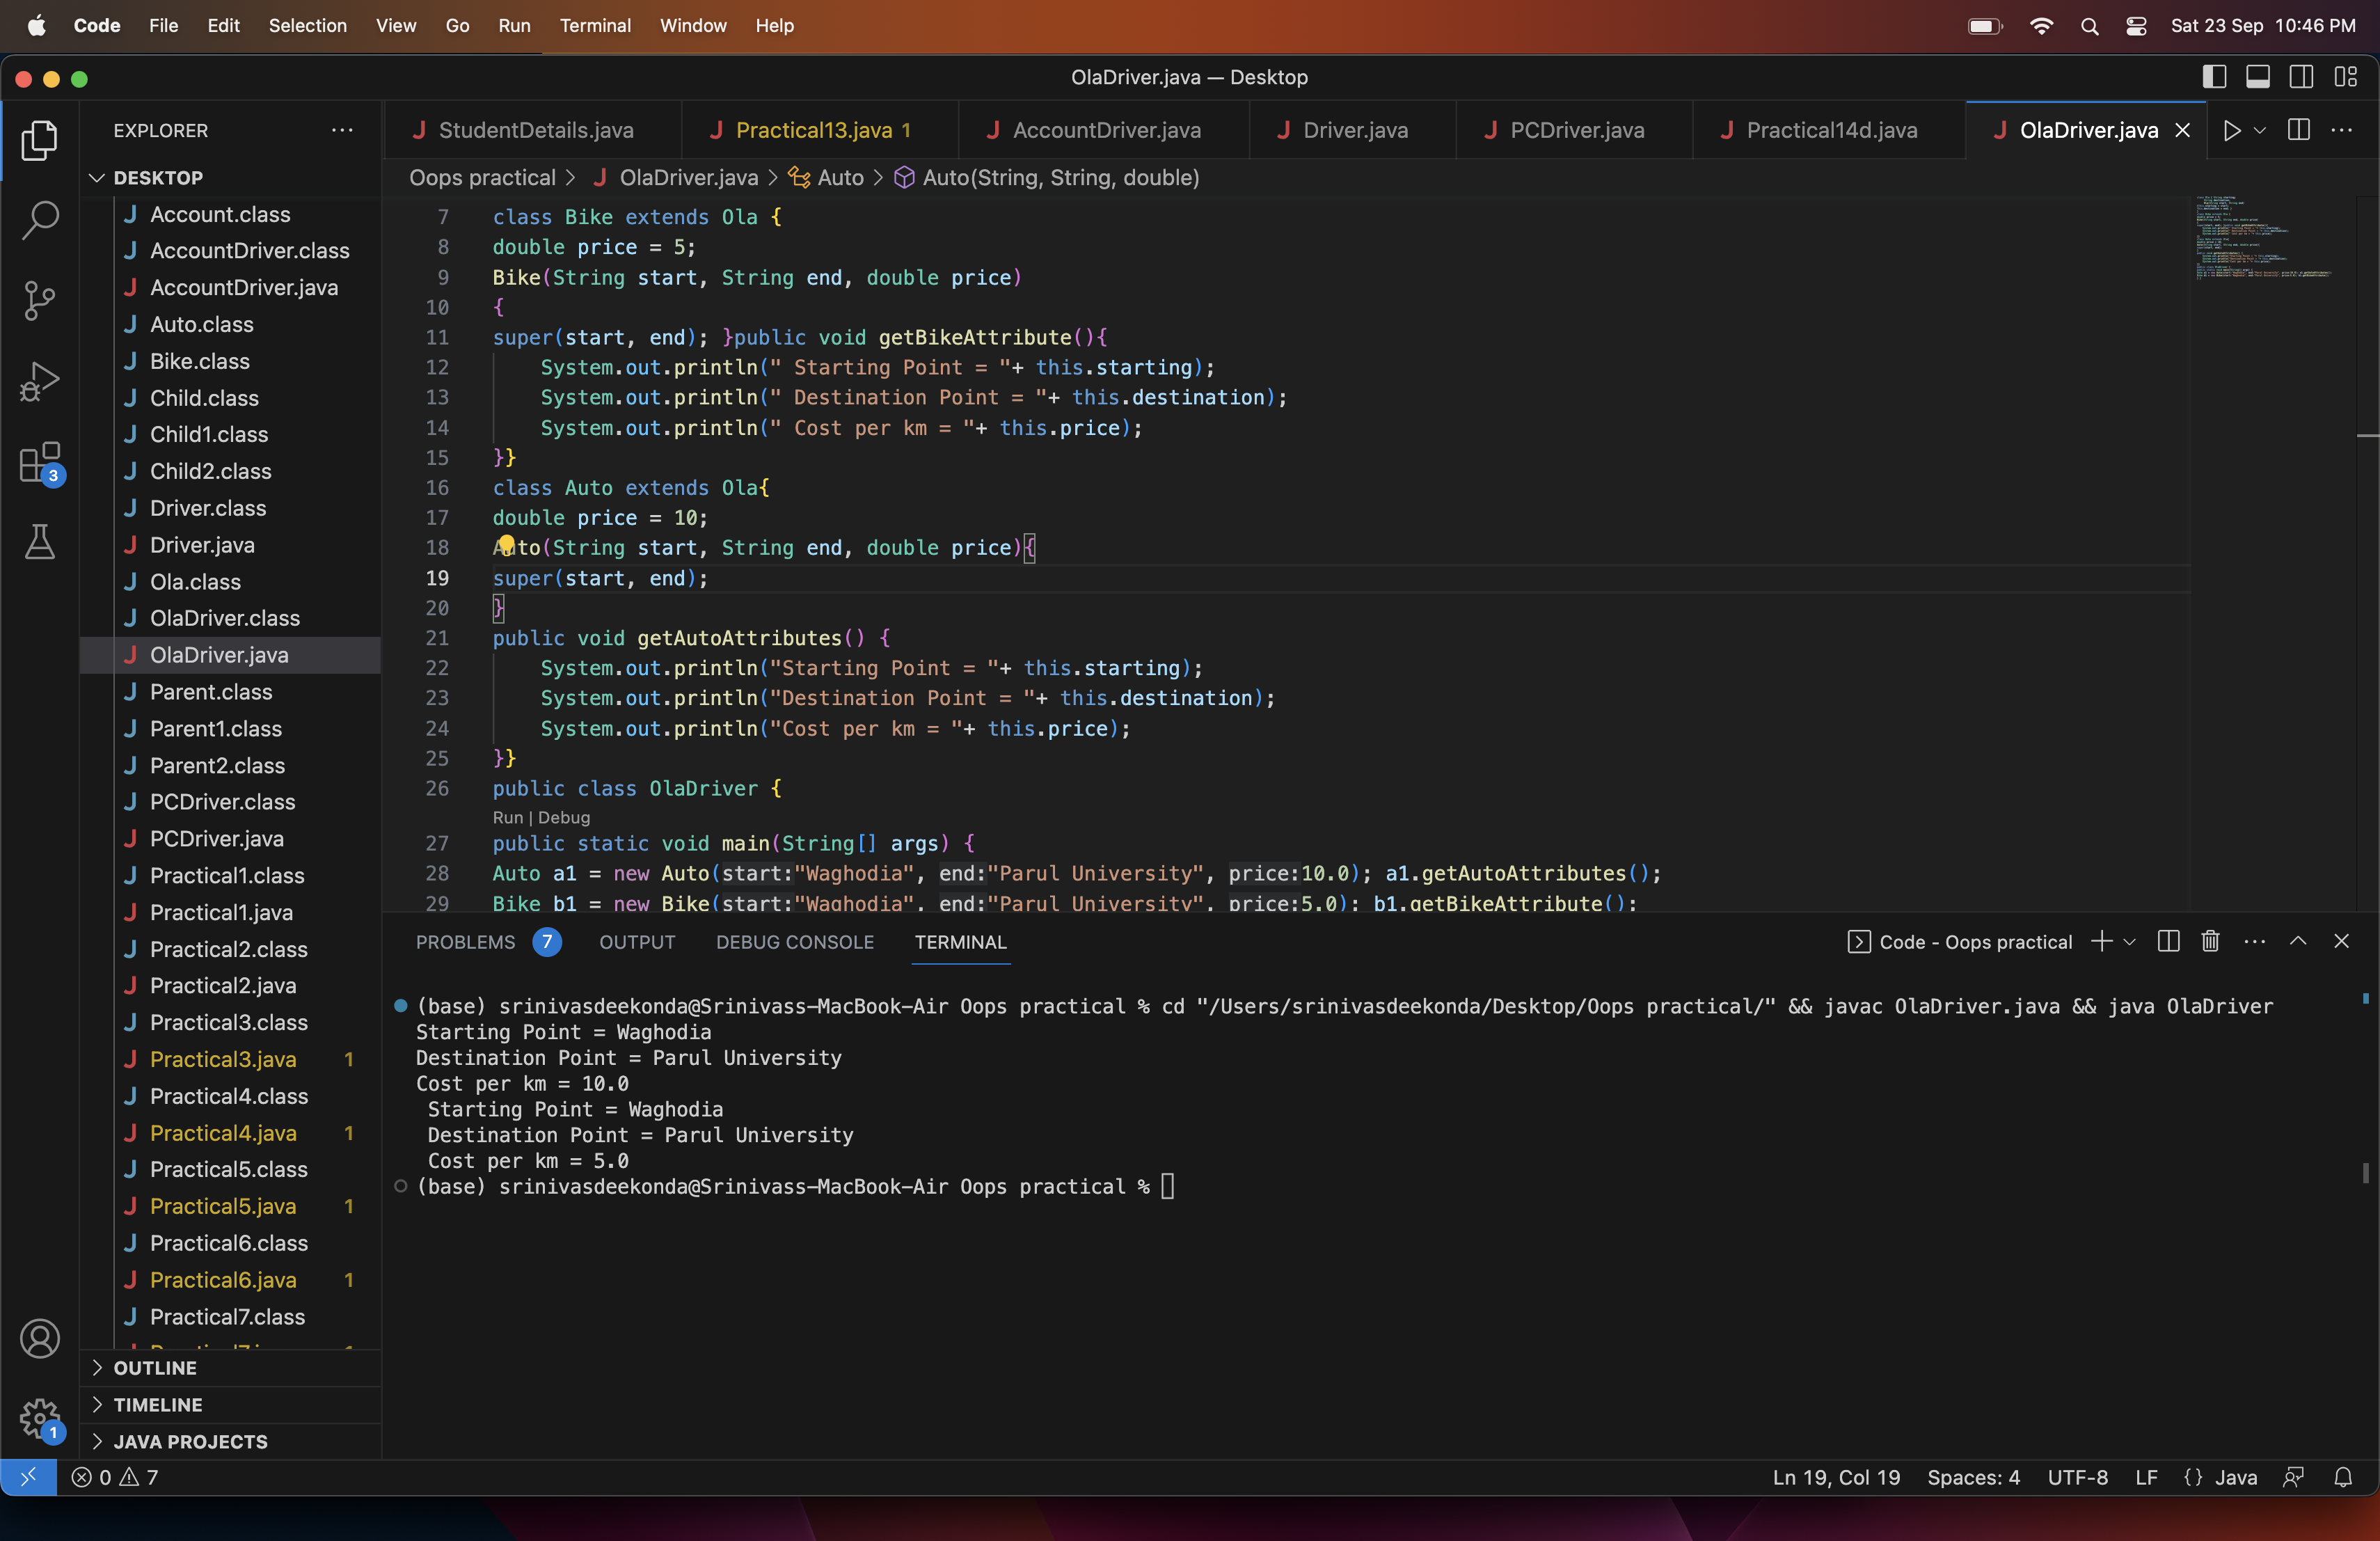 Code File Edit Selection View Go Run Terminal Window Help Sat 23 Sep 10:46 PM
OlaDriver.java — Desktop
EXPLORER
StudentDetails.java Practical13.java 1 AccountDriver.java Driver.java PCDriver.java Practical14d.java OlaDriver.java
DESKTOP
Account.class
AccountDriver.class
AccountDriver.java
Auto.class
Bike.class
Child.class
Child1.class
Child2.class
Driver.class
Driver.java
Ola.class
OlaDriver.class
OlaDriver.java
Parent.class
Parent1.class
Parent2.class
PCDriver.class
PCDriver.java
Practical1.class
Practical1.java
Practical2.class
Practical2.java
Practical3.class
Practical3.java 1
Practical4.class
Practical4.java 1
Practical5.class
Practical5.java 1
Practical6.class
Practical6.java 1
Practical7.class
OUTLINE
TIMELINE
JAVA PROJECTS
3
1
Oops practical > OlaDriver.java > Auto > Auto(String, String, double)
7 class Bike extends Ola {
8 double price = 5;
9 Bike(String start, String end, double price)
10 {
11 super(start, end); }public void getBikeAttribute(){
12 System.out.println(" Starting Point = "+ this.starting);
13 System.out.println(" Destination Point = "+ this.destination);
14 System.out.println(" Cost per km = "+ this.price);
15 }}
16 class Auto extends Ola{
17 double price = 10;
18 Auto(String start, String end, double price){
19 super(start, end);
20 }
21 public void getAutoAttributes() {
22 System.out.println("Starting Point = "+ this.starting);
23 System.out.println("Destination Point = "+ this.destination);
24 System.out.println("Cost per km = "+ this.price);
25 }}
26 public class OlaDriver {
Run | Debug
27 public static void main(String[] args) {
28 Auto a1 = new Auto(start:"Waghodia", end:"Parul University", price:10.0); a1.getAutoAttributes();
29 Bike b1 = new Bike(start:"Waghodia", end:"Parul University", price:5.0); b1.getBikeAttribute();
PROBLEMS 7 OUTPUT DEBUG CONSOLE TERMINAL Code - Oops practical
(base) srinivasdeekonda@Srinivass-MacBook-Air Oops practical % cd "/Users/srinivasdeekonda/Desktop/Oops practical/" && javac OlaDriver.java && java OlaDriver
Starting Point = Waghodia
Destination Point = Parul University
Cost per km = 10.0
Starting Point = Waghodia
Destination Point = Parul University
Cost per km = 5.0
(base) srinivasdeekonda@Srinivass-MacBook-Air Oops practical %
0 7 Ln 19, Col 19 Spaces: 4 UTF-8 LF {} Java